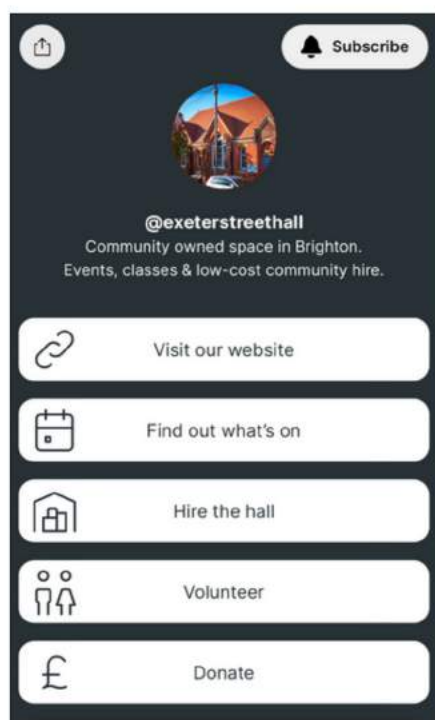 Subscribe
@exeterstreethall
Community owned space in Brighton.
Events, classes & low-cost community hire.
Visit our website
Find out what's on
Hire the hall
Volunteer
£ Donate